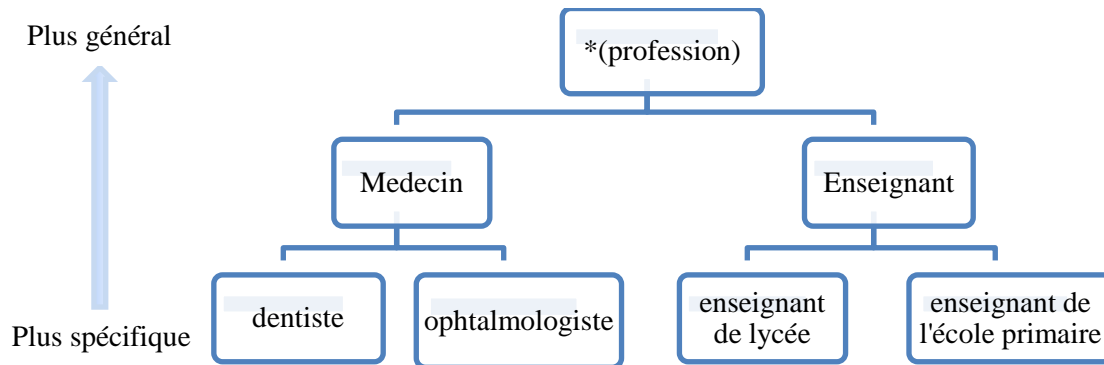 Plus général
*(profession)
Medecin
Enseignant
dentiste
ophtalmologiste
enseignant
de lycée
enseignant de
l'école primaire
Plus spécifique